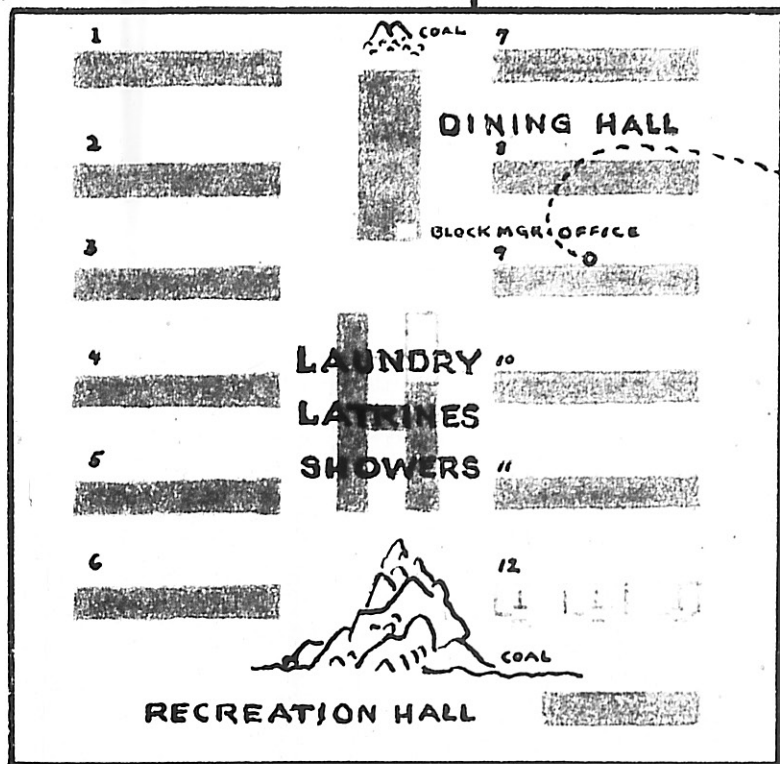 1
COAL
7
DINING HALL
2
8
BLOCK MGR. OFFICE
3
9
LAUNDRY
4
10
LATRINES
SHOWERS
5
11
6
12
COAL
RECREATION HALL